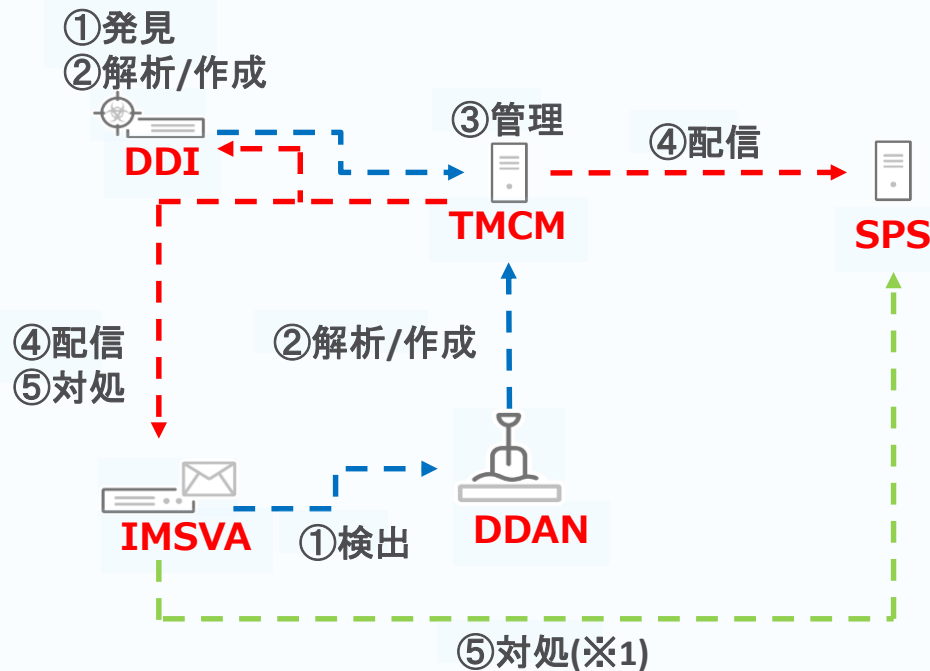 ①発見
②解析/作成
DDI
③管理
TMCM
④配信
SPS
④配信
⑤対処
②解析/作成
IMSVA
①検出
DDAN
⑤対処(※1)